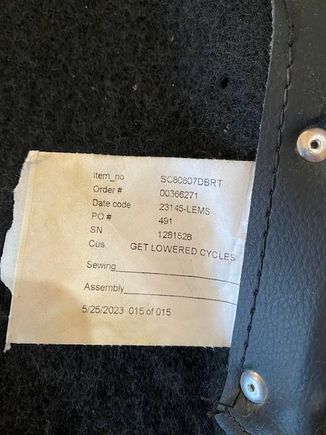 Item_no SC80807DBRT
Order # 00366271
Date code 23145-LEMS
PO # 491
SN 1281528
Cus. GET LOWERED CYCLES
Sewing
Assembly
5/25/2023 015 of 015